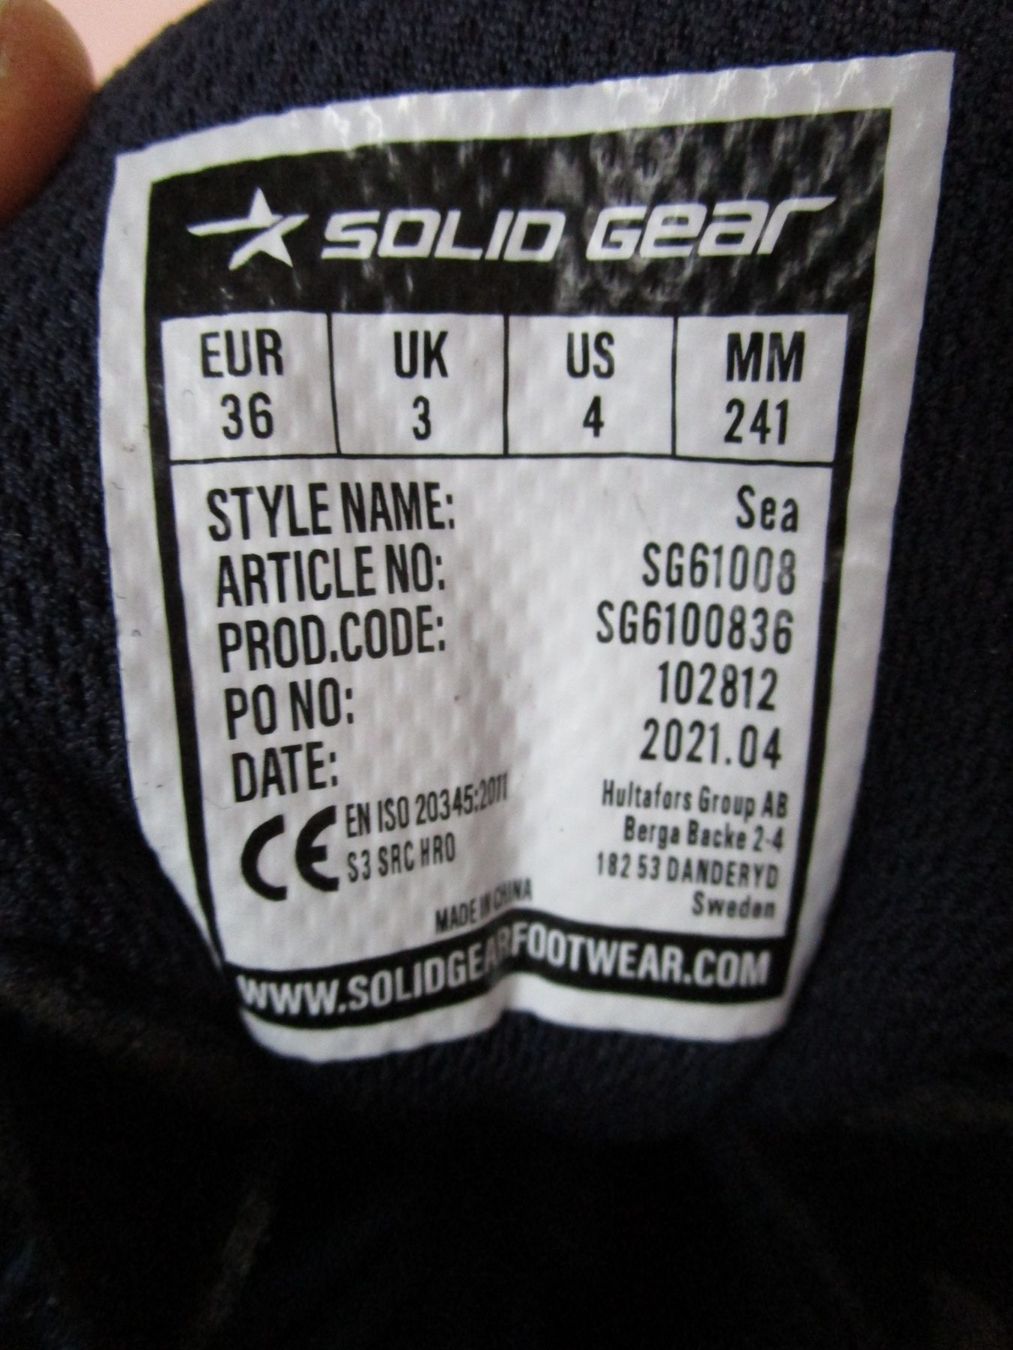 SOLID GEAR
EUR UK US MM
36 3 4 241
STYLE NAME: Sea
ARTICLE NO: SG61008
PROD.CODE: SG6100836
PO NO: 102812
DATE: 2021.04
CE EN ISO 20345:2011
S3 SRC HRO
Hultafors Group AB
Berga Backe 2-4
182 53 DANDERYD
Sweden
MADE IN CHINA
WWW.SOLIDGEARFOOTWEAR.COM